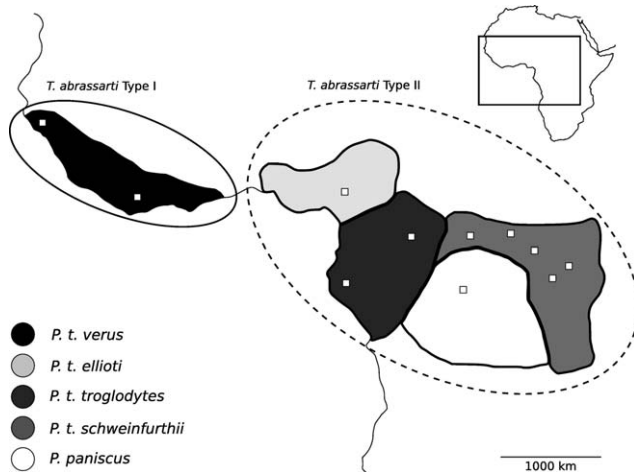 T. abrassarti Type I
T. abrassarti Type II
P. t. verus
P. t. ellioti
P. t. troglodytes
P. t. schweinfurthii
P. paniscus
1000 km